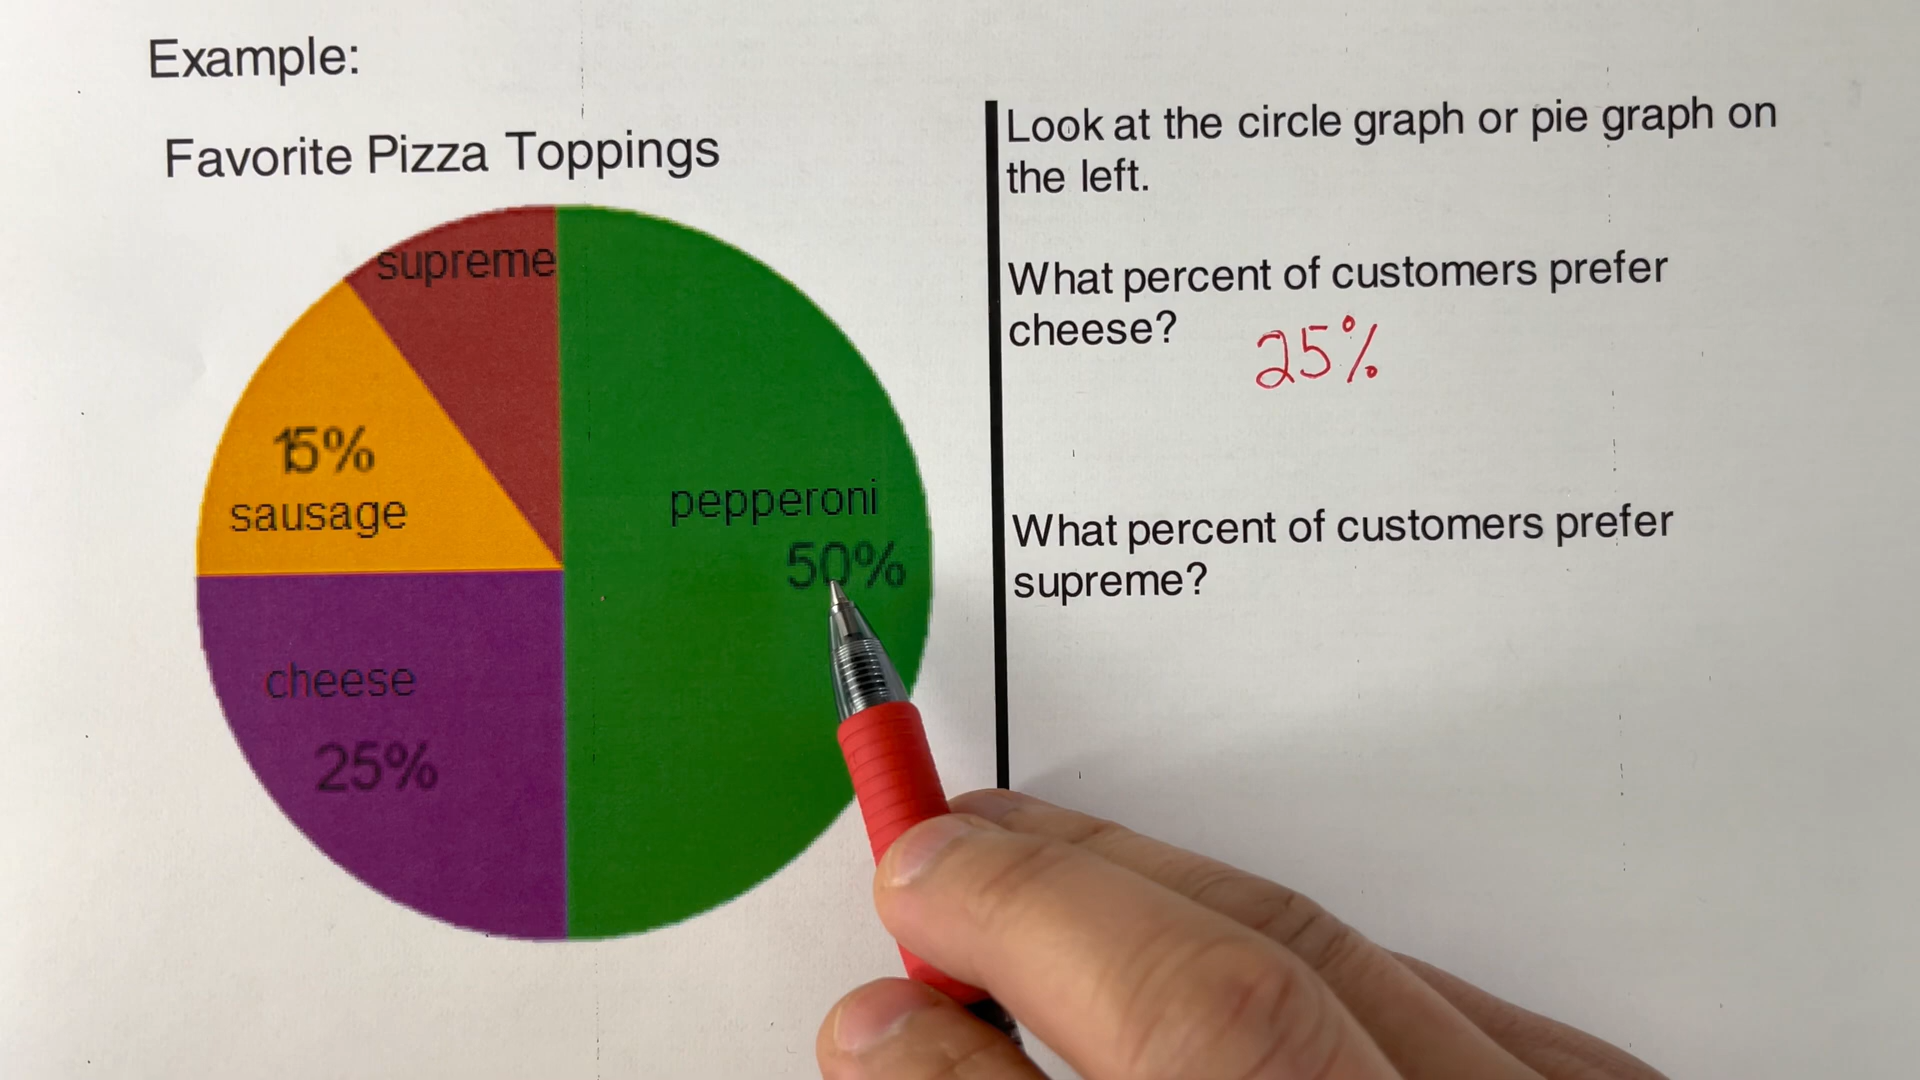 Example:
Favorite Pizza Toppings
supreme
15%
sausage
pepperoni
50%
cheese
25%
Look at the circle graph or pie graph on
the left.
What percent of customers prefer
cheese?
25%
What percent of customers prefer
supreme?